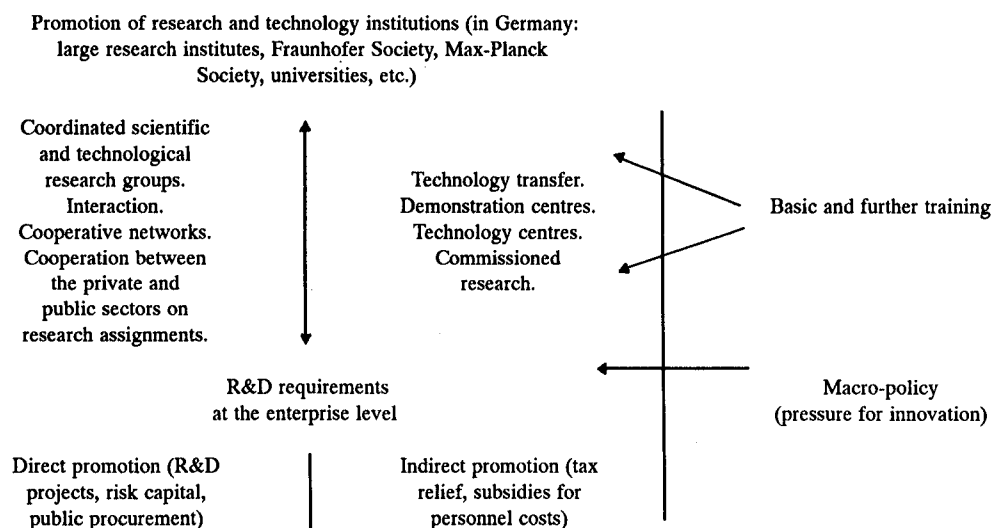 Promotion of research and technology institutions (in Germany:
large research institutes, Fraunhofer Society, Max-Planck
Society, universities, etc.)
Coordinated scientific
and technological
research groups.
Interaction.
Cooperative networks.
Cooperation between
the private and
public sectors on
research assignments.
Technology transfer.
Demonstration centres.
Technology centres.
Commissioned
research.
Basic and further training
R&D requirements
at the enterprise level
Macro-policy
(pressure for innovation)
Direct promotion (R&D
projects, risk capital,
public procurement)
Indirect promotion (tax
relief, subsidies for
personnel costs)